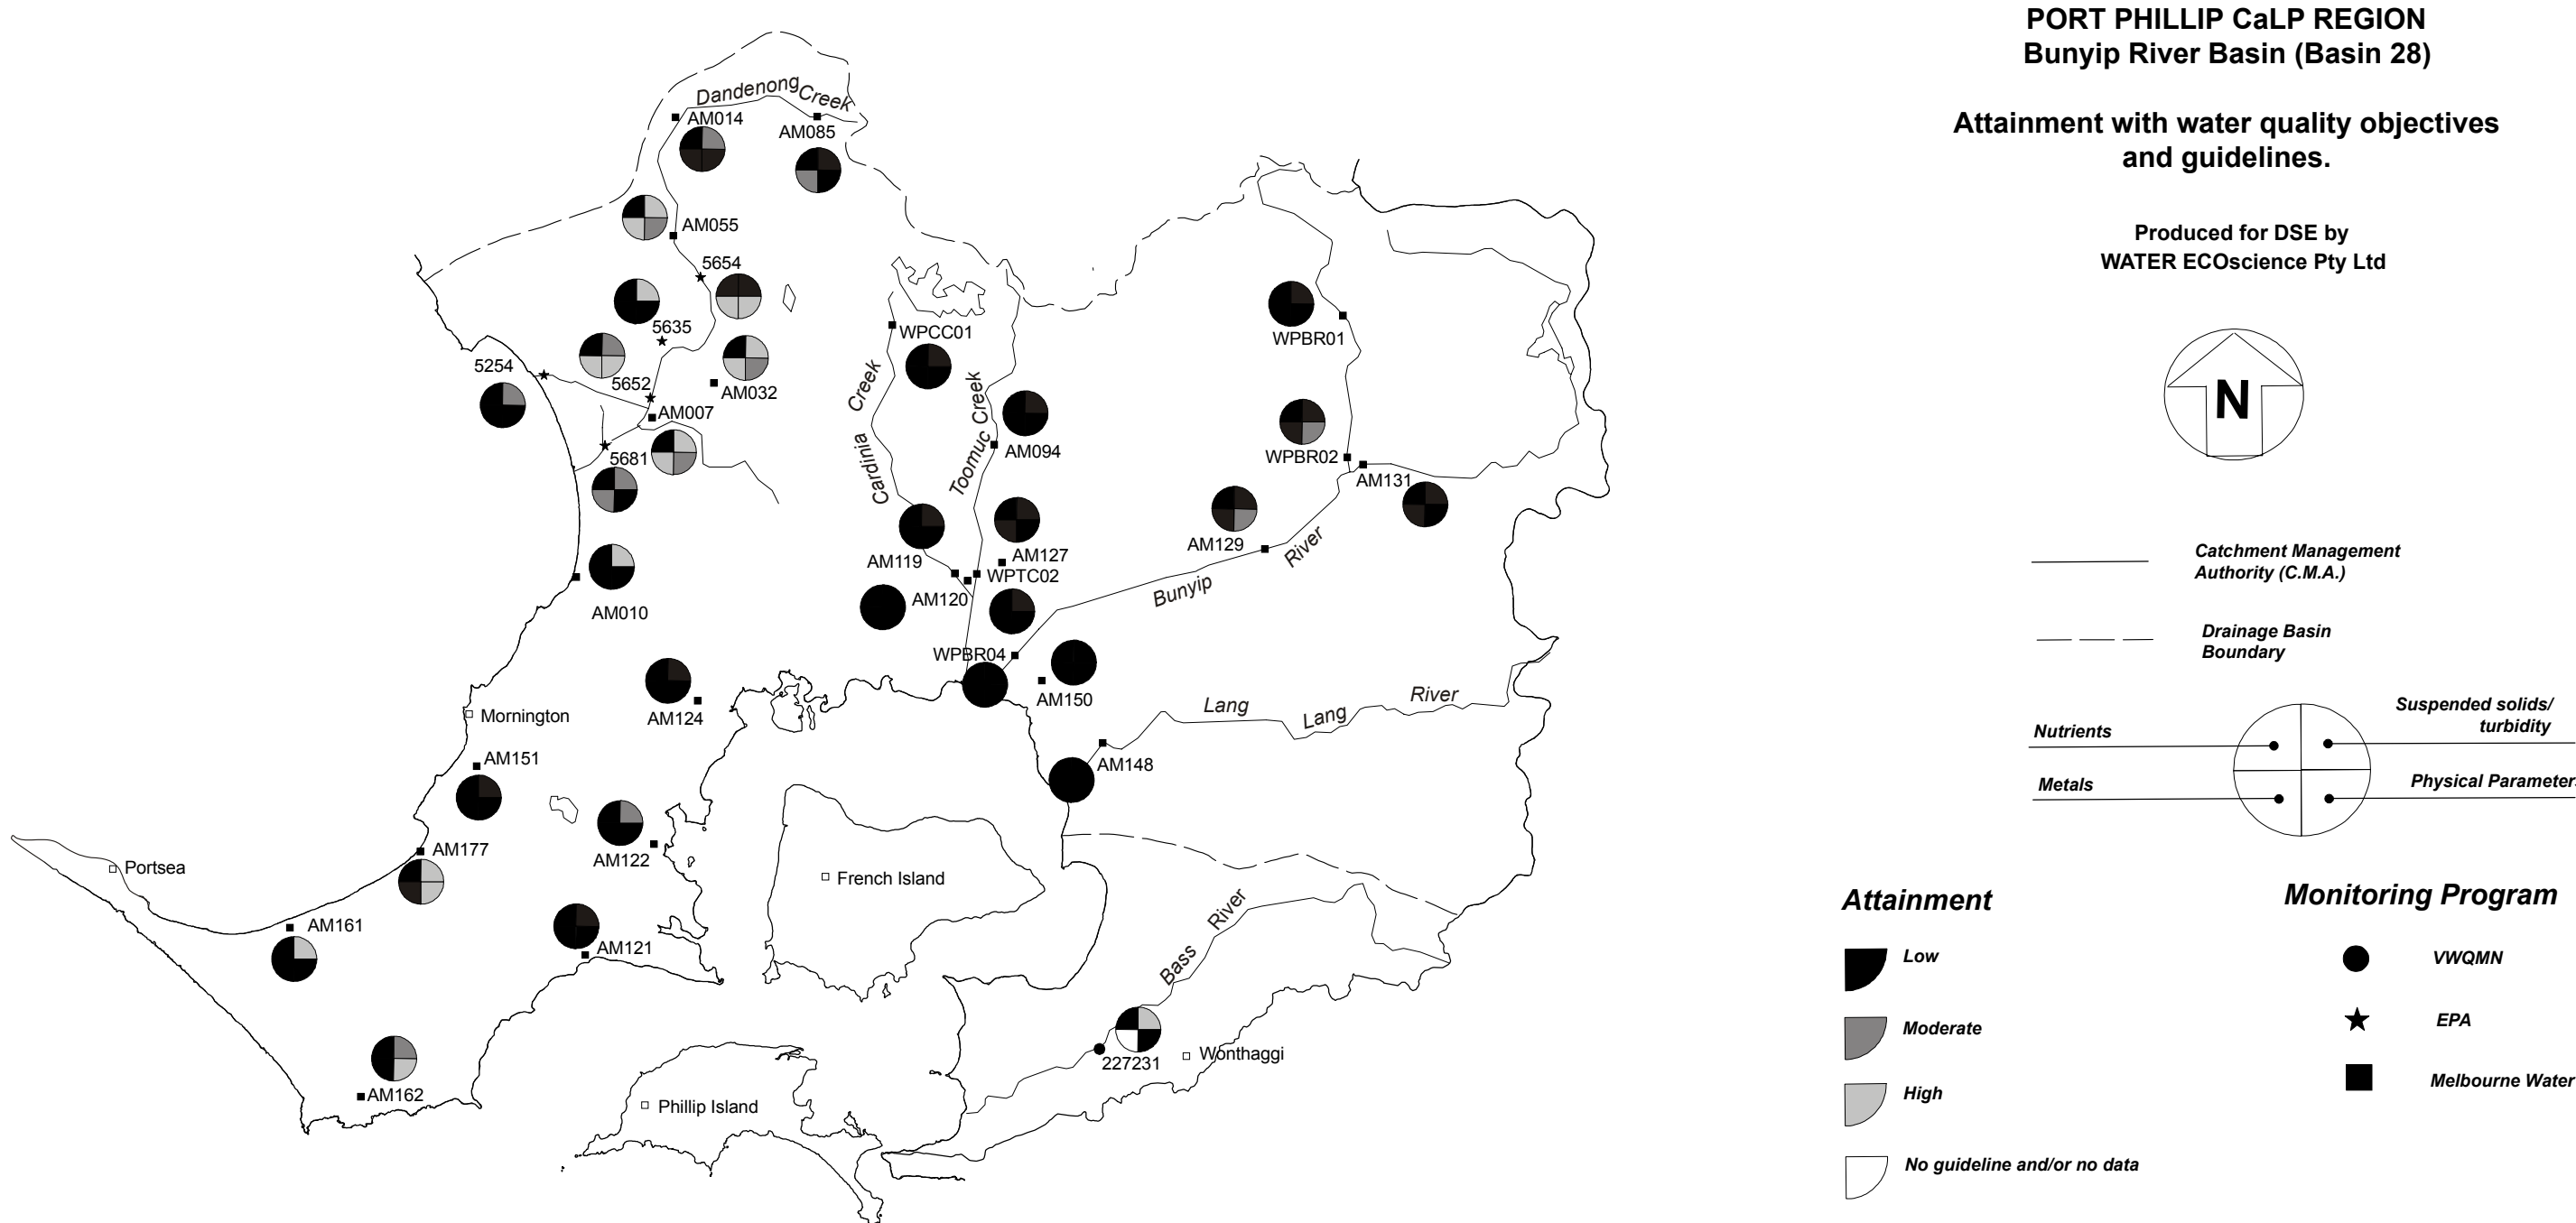 PORT PHILLIP CaLP REGION
Bunyip River Basin (Basin 28)
Attainment with water quality objectives
and guidelines.
Produced for DSE by
WATER ECOscience Pty Ltd
N
Catchment Management
Authority (C.M.A.)
Drainage Basin
Boundary
Suspended solids/
turbidity
Nutrients
Metals
Physical Parameters
Attainment
Low
Moderate
High
No guideline and/or no data
Monitoring Program
VWQMN
EPA
Melbourne Water
Dandenong Creek
AM014
AM085
AM055
5654
5635
5254
5652
AM032
AM007
5681
WPCC01
Cardinia Creek
Toomuc Creek
AM094
WPBR01
WPBR02
AM131
AM129
Bunyip River
AM119
AM127
WPTC02
AM120
AM010
WPBR04
AM150
AM124
Mornington
Lang Lang River
AM148
AM151
AM122
AM177
Portsea
French Island
AM161
AM121
Bass River
227231
Wonthaggi
AM162
Phillip Island